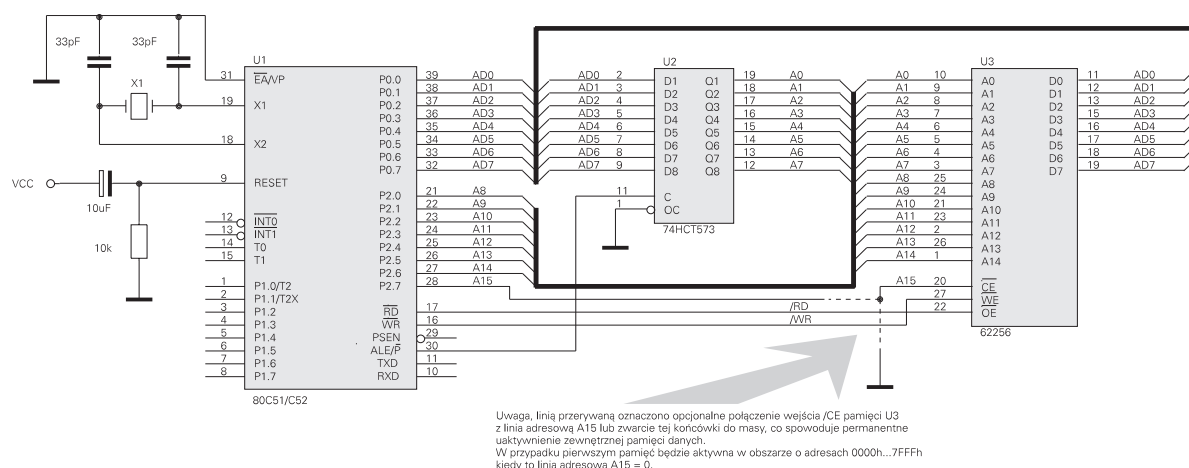 33pF
33pF
X1
VCC
10uF
10k
U1
31 EA/VP
19 X1
18 X2
9 RESET
12 INT0
13 INT1
14 T0
15 T1
1 P1.0/T2
2 P1.1/T2X
3 P1.2
4 P1.3
5 P1.4
6 P1.5
7 P1.6
8 P1.7
P0.0 39 AD0
P0.1 38 AD1
P0.2 37 AD2
P0.3 36 AD3
P0.4 35 AD4
P0.5 34 AD5
P0.6 33 AD6
P0.7 32 AD7
P2.0 21 A8
P2.1 22 A9
P2.2 23 A10
P2.3 24 A11
P2.4 25 A12
P2.5 26 A13
P2.6 27 A14
P2.7 28 A15
RD 17 /RD
WR 16 /WR
PSEN 29
ALE/P 30
TXD 11
RXD 10
80C51/C52
U2
AD0 2 D1 Q1 19 A0
AD1 3 D2 Q2 18 A1
AD2 4 D3 Q3 17 A2
AD3 5 D4 Q4 16 A3
AD4 6 D5 Q5 15 A4
AD5 7 D6 Q6 14 A5
AD6 8 D7 Q7 13 A6
AD7 9 D8 Q8 12 A7
11 C
1 OC
74HCT573
U3
A0 10 A0 D0 11 AD0
A1 9 A1 D1 12 AD1
A2 8 A2 D2 13 AD2
A3 7 A3 D3 15 AD3
A4 6 A4 D4 16 AD4
A5 5 A5 D5 17 AD5
A6 4 A6 D6 18 AD6
A7 3 A7 D7 19 AD7
A8 25 A8
A9 24 A9
A10 21 A10
A11 23 A11
A12 2 A12
A13 26 A13
A14 1 A14
A15 20 CE
27 WE
22 OE
62256
Uwaga, linią przerywaną oznaczono opcjonalne połączenie wejścia /CE pamięci U3
z linia adresową A15 lub zwarcie tej końcówki do masy, co spowoduje permanentne
uaktywnienie zewnętrznej pamięci danych.
W przypadku pierwszym pamięć będzie aktywna w obszarze o adresach 0000h...7FFFh
kiedy to linia adresowa A15 = 0.